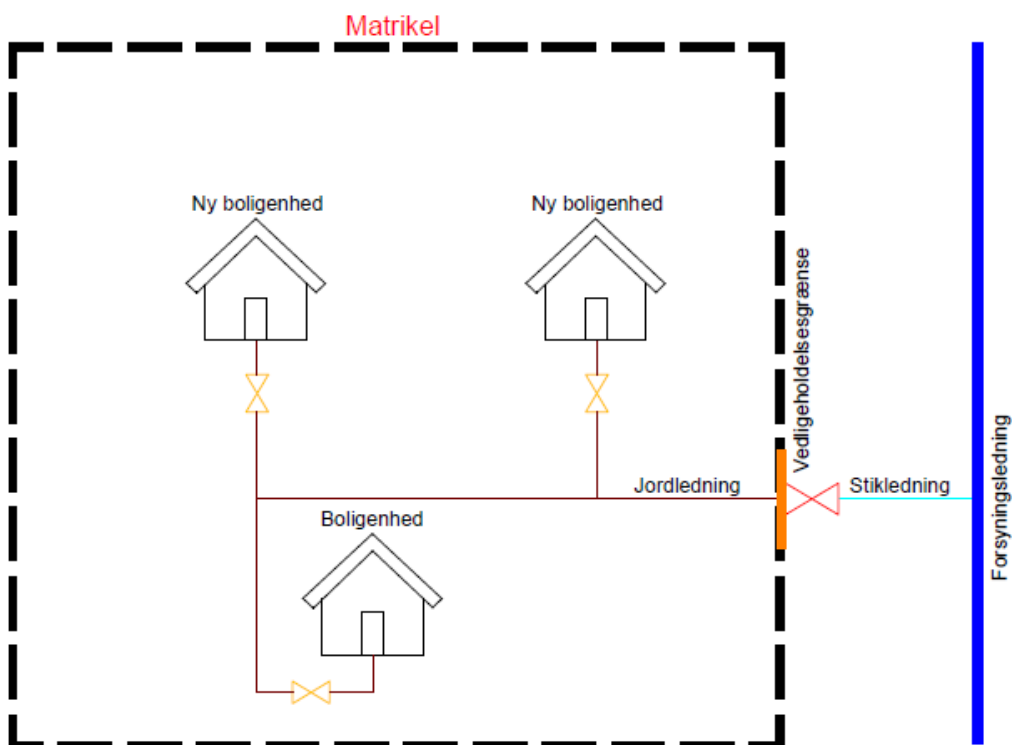 Matrikel
Ny boligenhed
Ny boligenhed
Vedligeholdelsesgrænse
Jordledning
Stikledning
Boligenhed
Forsyningsledning